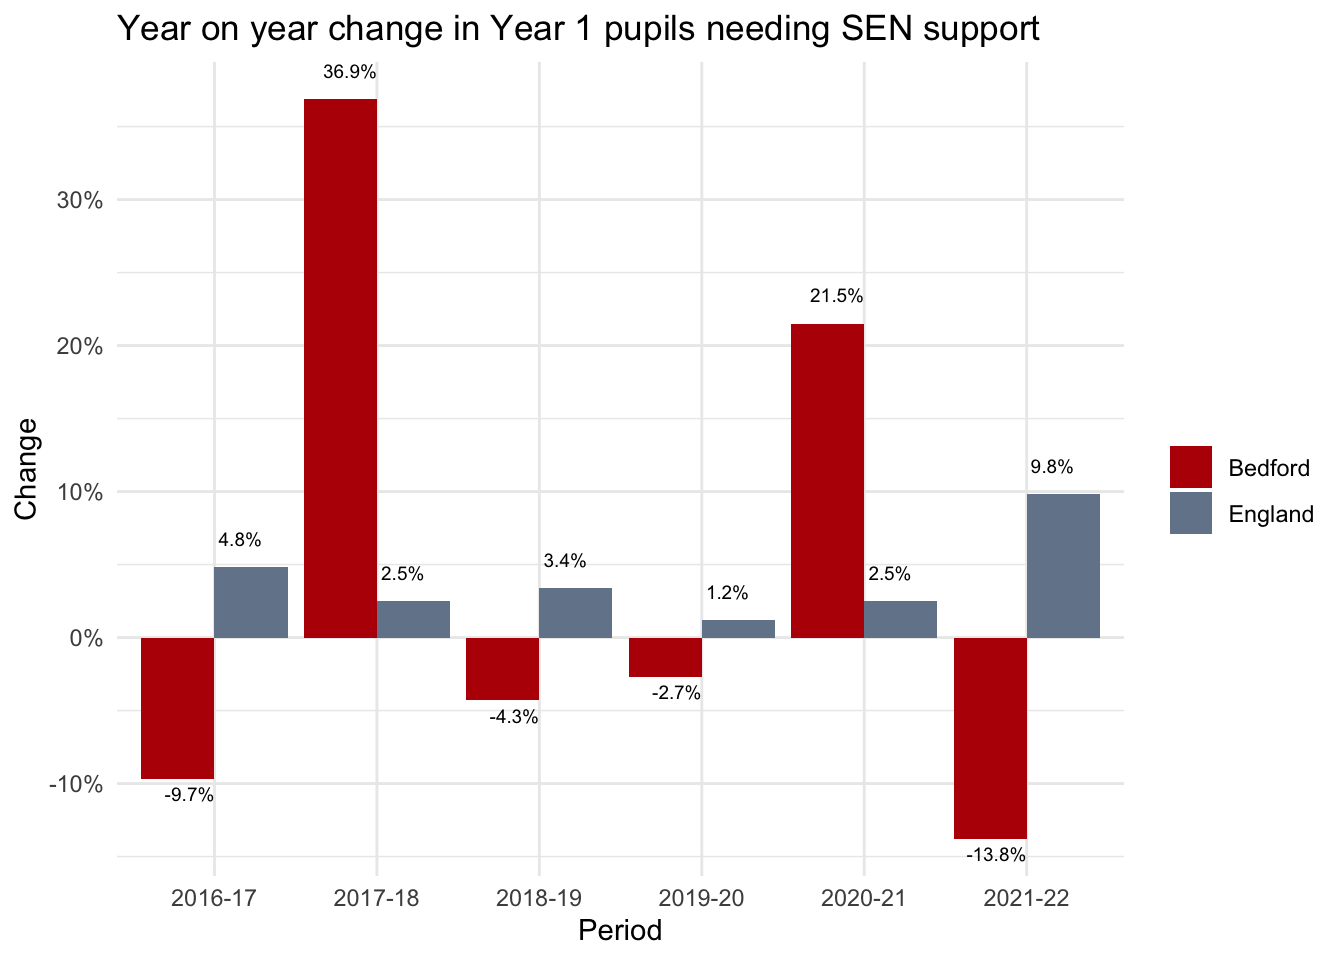 Year on year change in Year 1 pupils needing SEN support
36.9%
30%
21.5%
20%
Change
9.8%
Bedford
10%
England
4.8%
2.5%
3.4%
1.2%
2.5%
0%
-2.7%
-4.3%
-10%
-9.7%
-13.8%
2016-17 2017-18 2018-19 2019-20 2020-21 2021-22
Period